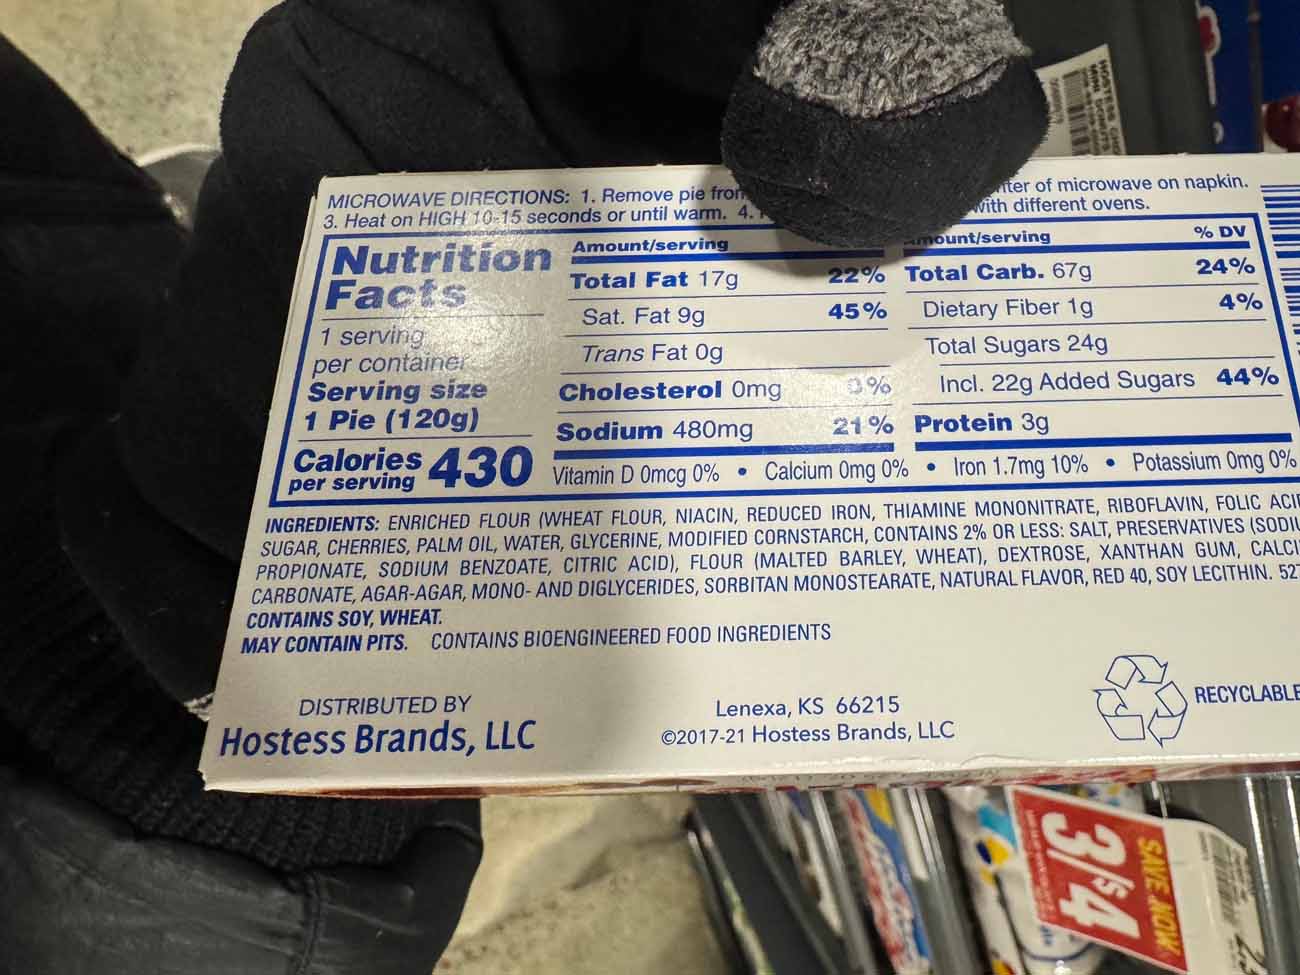 MICROWAVE DIRECTIONS: 1. Remove pie from
of microwave on napkin.
3. Heat on HIGH 10-15 seconds or until warm. 4.
with different ovens.
Nutrition
Facts
1 serving
per container
Serving size
1 Pie (120g)
Calories
per serving
430
Amount/serving
Total Fat 17g 22%
Sat. Fat 9g 45%
Trans Fat 0g
Cholesterol 0mg 0%
Sodium 480mg 21%
Amount/serving % DV
Total Carb. 67g 24%
Dietary Fiber 1g 4%
Total Sugars 24g
Incl. 22g Added Sugars 44%
Protein 3g
Vitamin D 0mcg 0% • Calcium 0mg 0% • Iron 1.7mg 10% • Potassium 0mg 0%
INGREDIENTS: ENRICHED FLOUR (WHEAT FLOUR, NIACIN, REDUCED IRON, THIAMINE MONONITRATE, RIBOFLAVIN, FOLIC
SUGAR, CHERRIES, PALM OIL, WATER, GLYCERINE, MODIFIED CORNSTARCH, CONTAINS 2% OR LESS: SALT, PRESERVATIVES
PROPIONATE, SODIUM BENZOATE, CITRIC ACID), FLOUR (MALTED BARLEY, WHEAT), DEXTROSE, XANTHAN GUM,
CARBONATE, AGAR-AGAR, MONO- AND DIGLYCERIDES, SORBITAN MONOSTEARATE, NATURAL FLAVOR, RED 40, SOY LECITHIN.
CONTAINS SOY, WHEAT.
MAY CONTAIN PITS. CONTAINS BIOENGINEERED FOOD INGREDIENTS
DISTRIBUTED BY
Hostess Brands, LLC
Lenexa, KS 66215
©2017-21 Hostess Brands, LLC
RECYCLABLE
SAVE NOW
3/$4